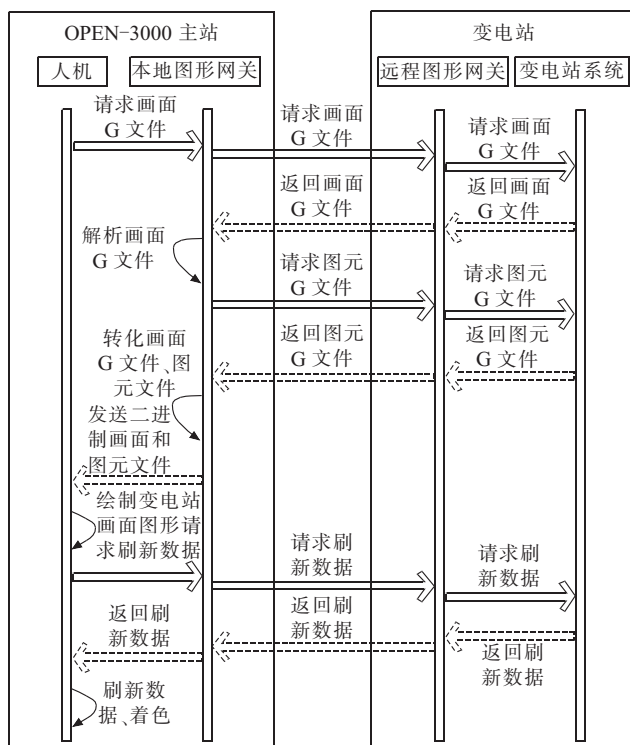 OPEN-3000 主站
变电站
人机
本地图形网关
远程图形网关
变电站系统
请求画面
G 文件
请求画面
G 文件
请求画面
G 文件
返回画面
G 文件
返回画面
G 文件
解析画面
G 文件
请求图元
G 文件
请求图元
G 文件
返回图元
G 文件
返回图元
G 文件
转化画面
G 文件、图
元文件
发送二进
制画面和
图元文件
绘制变电站
画面图形请
求刷新数据
请求刷
新数据
请求刷
新数据
返回刷
新数据
返回刷
新数据
返回刷
新数据
刷新数
据、着色